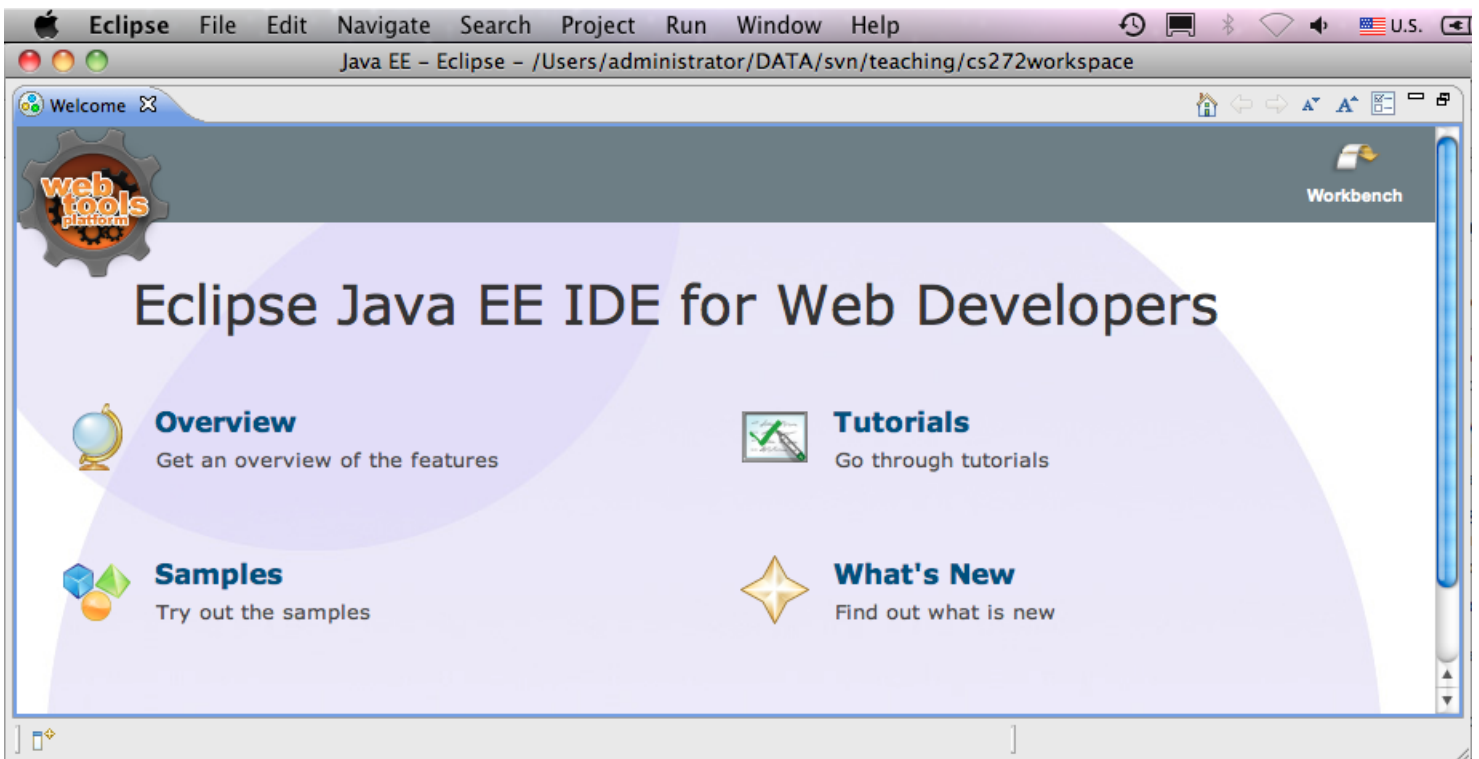 Eclipse File Edit Navigate Search Project Run Window Help U.S.
Java EE – Eclipse – /Users/administrator/DATA/svn/teaching/cs272workspace
Welcome
A A
web
tools
platform
Workbench
Eclipse Java EE IDE for Web Developers
Overview
Get an overview of the features
Tutorials
Go through tutorials
Samples
Try out the samples
What's New
Find out what is new